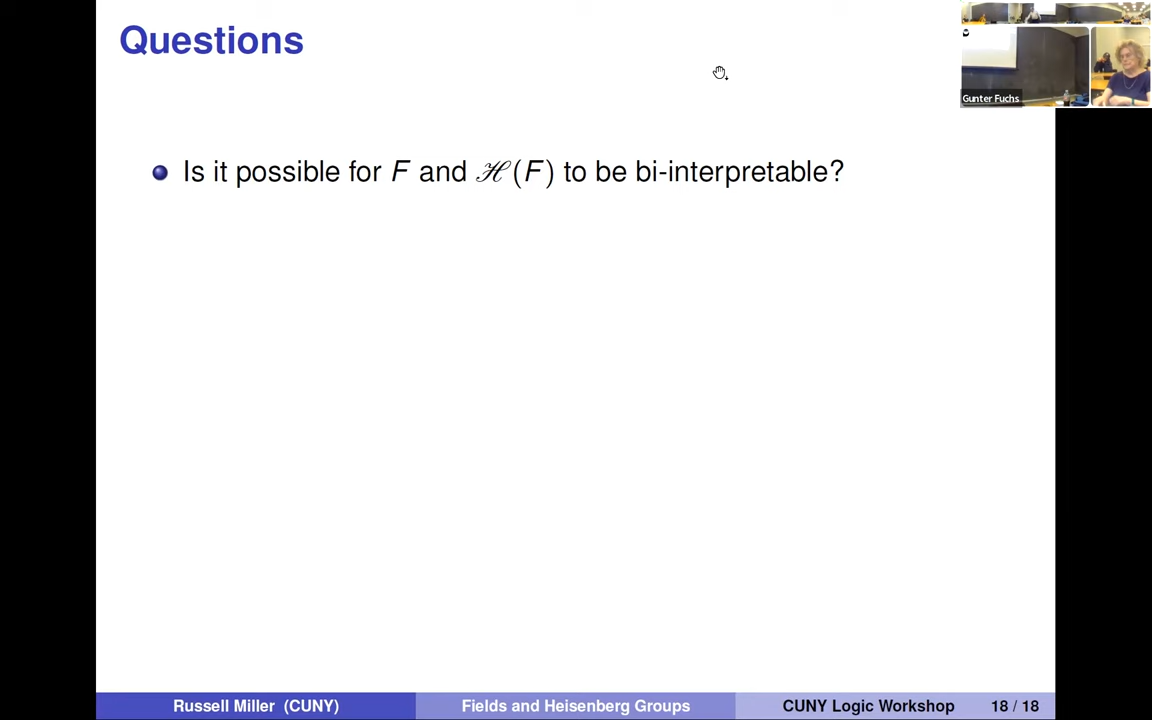 Questions
Gunter Fuchs
Is it possible for F and ℋ(F) to be bi-interpretable?
Russell Miller (CUNY)
Fields and Heisenberg Groups
CUNY Logic Workshop
18 / 18